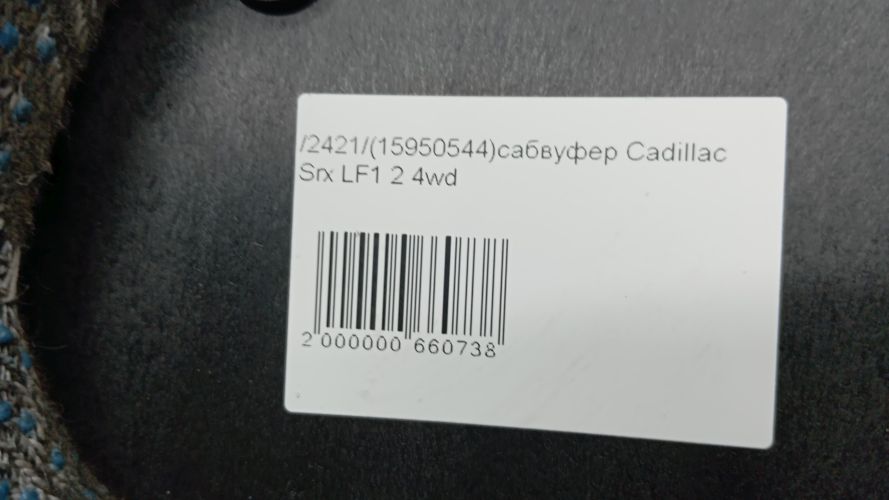 /2421/(15950544)сабвуфер Cadillac
Srx LF1 2 4wd
2 000000 660738